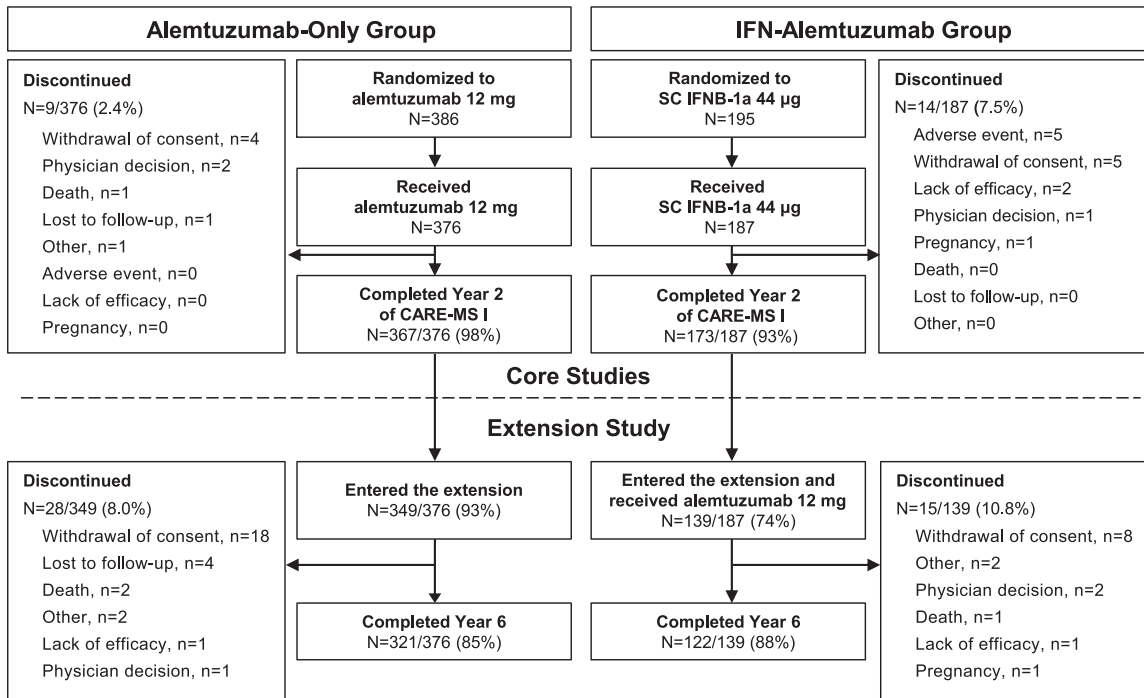 Alemtuzumab-Only Group
IFN-Alemtuzumab Group
Discontinued
N=9/376 (2.4%)
Withdrawal of consent, n=4
Physician decision, n=2
Death, n=1
Lost to follow-up, n=1
Other, n=1
Adverse event, n=0
Lack of efficacy, n=0
Pregnancy, n=0
Randomized to
alemtuzumab 12 mg
N=386
Received
alemtuzumab 12 mg
N=376
Completed Year 2
of CARE-MS I
N=367/376 (98%)
Randomized to
SC IFNB-1a 44 µg
N=195
Received
SC IFNB-1a 44 µg
N=187
Completed Year 2
of CARE-MS I
N=173/187 (93%)
Discontinued
N=14/187 (7.5%)
Adverse event, n=5
Withdrawal of consent, n=5
Lack of efficacy, n=2
Physician decision, n=1
Pregnancy, n=1
Death, n=0
Lost to follow-up, n=0
Other, n=0
Core Studies
Extension Study
Discontinued
N=28/349 (8.0%)
Withdrawal of consent, n=18
Lost to follow-up, n=4
Death, n=2
Other, n=2
Lack of efficacy, n=1
Physician decision, n=1
Entered the extension
N=349/376 (93%)
Completed Year 6
N=321/376 (85%)
Entered the extension and
received alemtuzumab 12 mg
N=139/187 (74%)
Completed Year 6
N=122/139 (88%)
Discontinued
N=15/139 (10.8%)
Withdrawal of consent, n=8
Other, n=2
Physician decision, n=2
Death, n=1
Lack of efficacy, n=1
Pregnancy, n=1